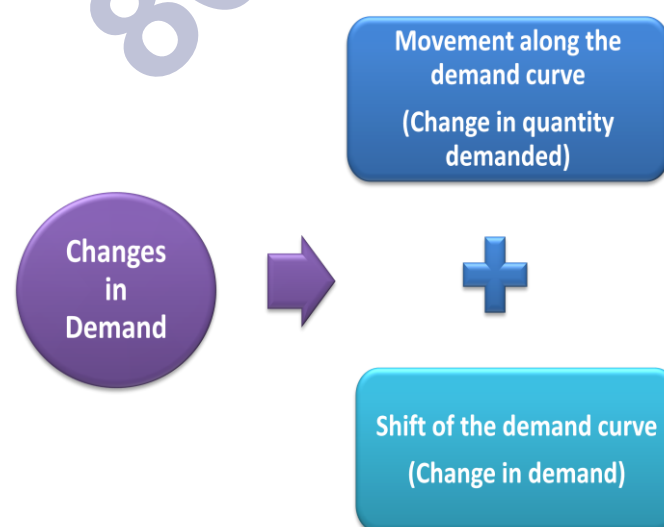 Movement along the
demand curve
(Change in quantity
demanded)
Changes
in
Demand
Shift of the demand curve
(Change in demand)